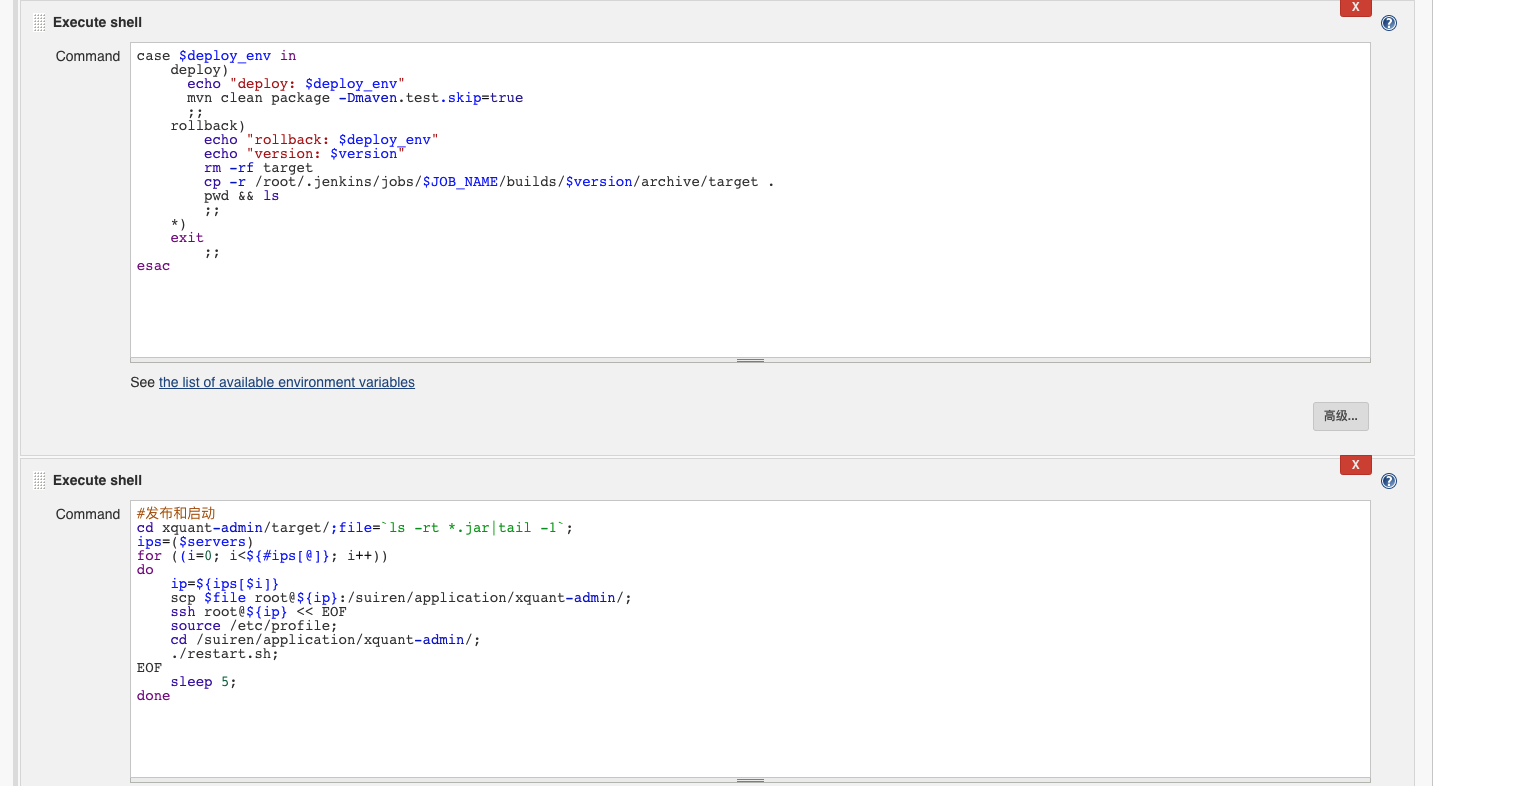 X
Execute shell
Command
case $deploy_env in
    deploy)
      echo "deploy: $deploy_env"
      mvn clean package -Dmaven.test.skip=true
      ;;
    rollback)
        echo "rollback: $deploy_env"
        echo "version: $version"
        rm -rf target
        cp -r /root/.jenkins/jobs/$JOB_NAME/builds/$version/archive/target .
        pwd && ls
        ;;
    *)
    exit
        ;;
esac
See the list of available environment variables
高级...
X
Execute shell
Command
#发布和启动
cd xquant-admin/target/;file=`ls -rt *.jar|tail -1`;
ips=($servers)
for ((i=0; i<${#ips[@]}; i++))
do
    ip=${ips[$i]}
    scp $file root@${ip}:/suiren/application/xquant-admin/;
    ssh root@${ip} << EOF
    source /etc/profile;
    cd /suiren/application/xquant-admin/;
    ./restart.sh;
EOF
    sleep 5;
done